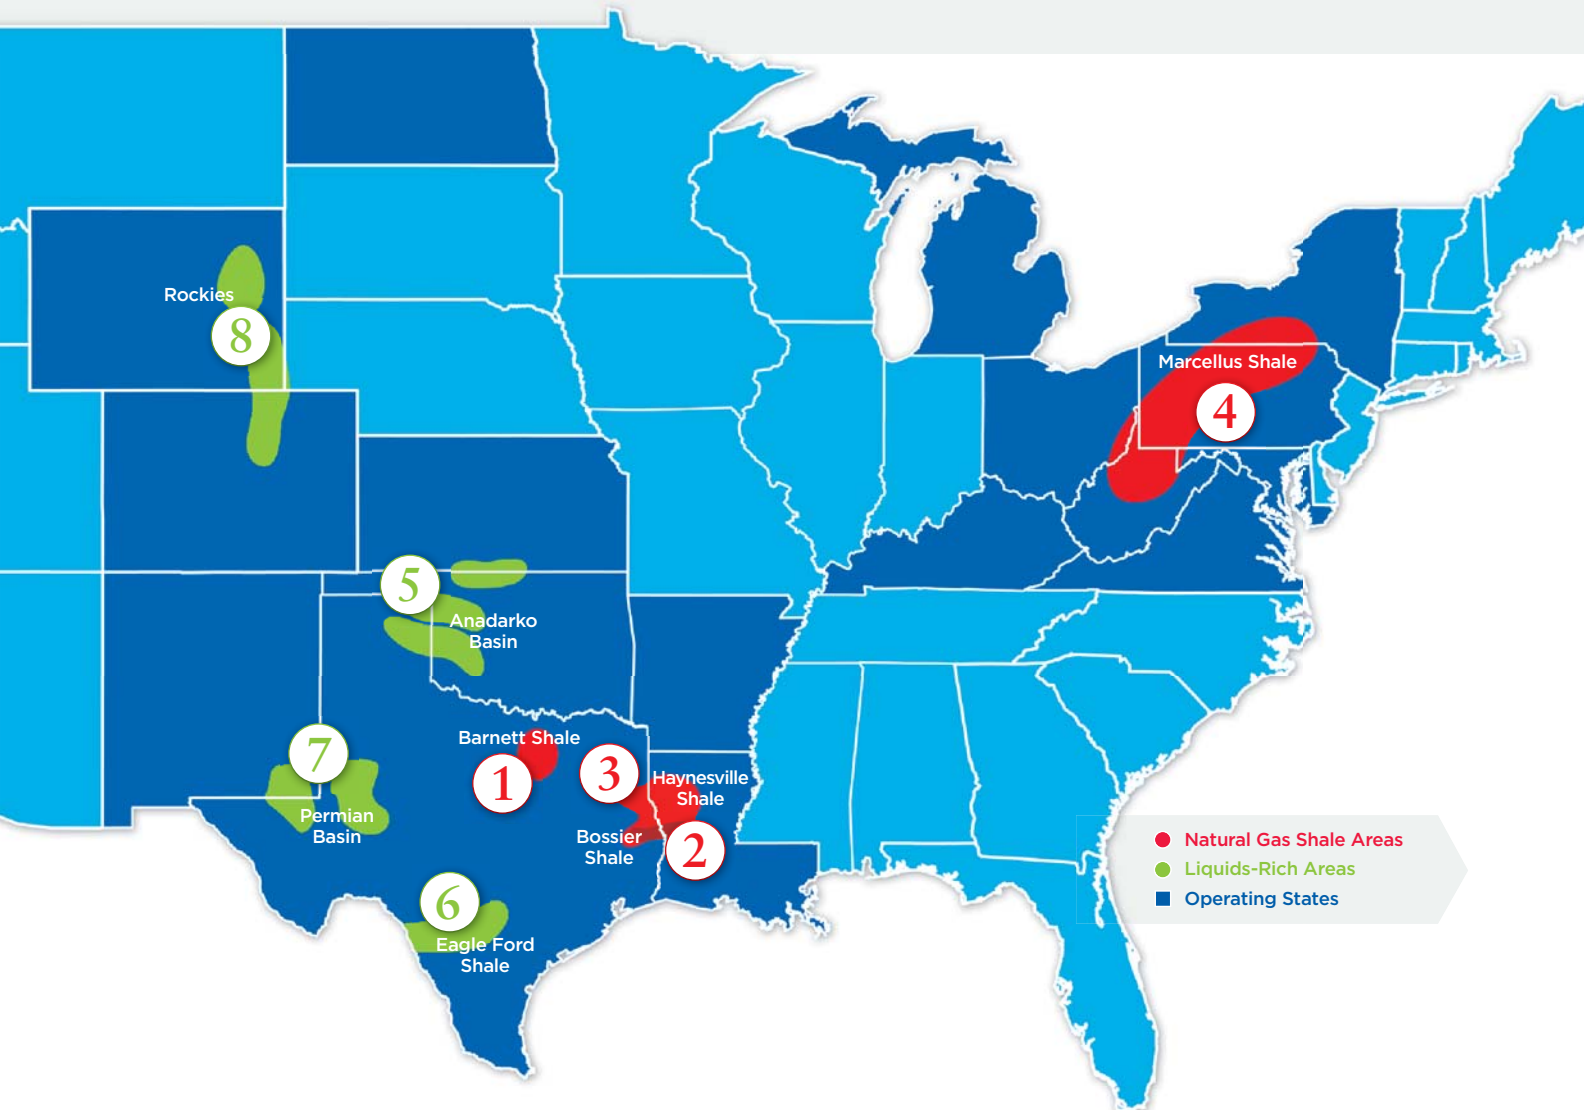 Rockies
8
Marcellus Shale
4
5
Anadarko
Basin
7
Permian
Basin
Barnett Shale
1
3
Haynesville
Shale
Bossier
Shale
2
6
Eagle Ford
Shale
Natural Gas Shale Areas
Liquids-Rich Areas
Operating States